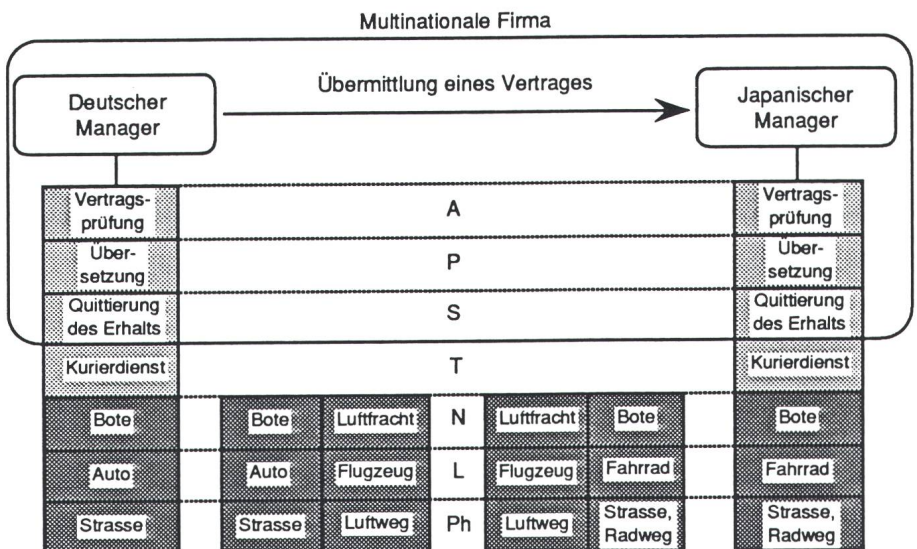 Multinationale Firma
Deutscher
Manager
Übermittlung eines Vertrages
Japanischer
Manager
Vertrags-
prüfung
A
Vertrags-
prüfung
Über-
setzung
P
Über-
setzung
Quittierung
des Erhalts
S
Quittierung
des Erhalts
Kurierdienst
T
Kurierdienst
Bote
Bote
Luftfracht
N
Luftfracht
Bote
Bote
Auto
Auto
Flugzeug
L
Flugzeug
Fahrrad
Fahrrad
Strasse
Strasse
Luftweg
Ph
Luftweg
Strasse,
Radweg
Strasse,
Radweg